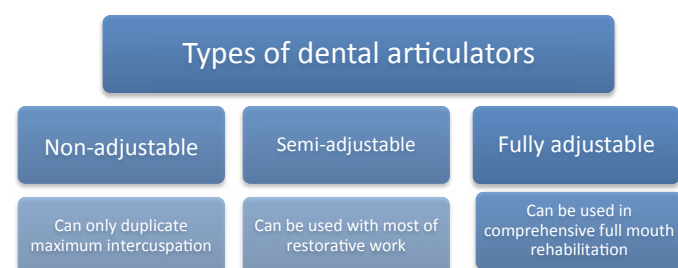 Types of dental articulators
Non-adjustable
Semi-adjustable
Fully adjustable
Can only duplicate
maximum intercuspation
Can be used with most of
restorative work
Can be used in
comprehensive full mouth
rehabilitation